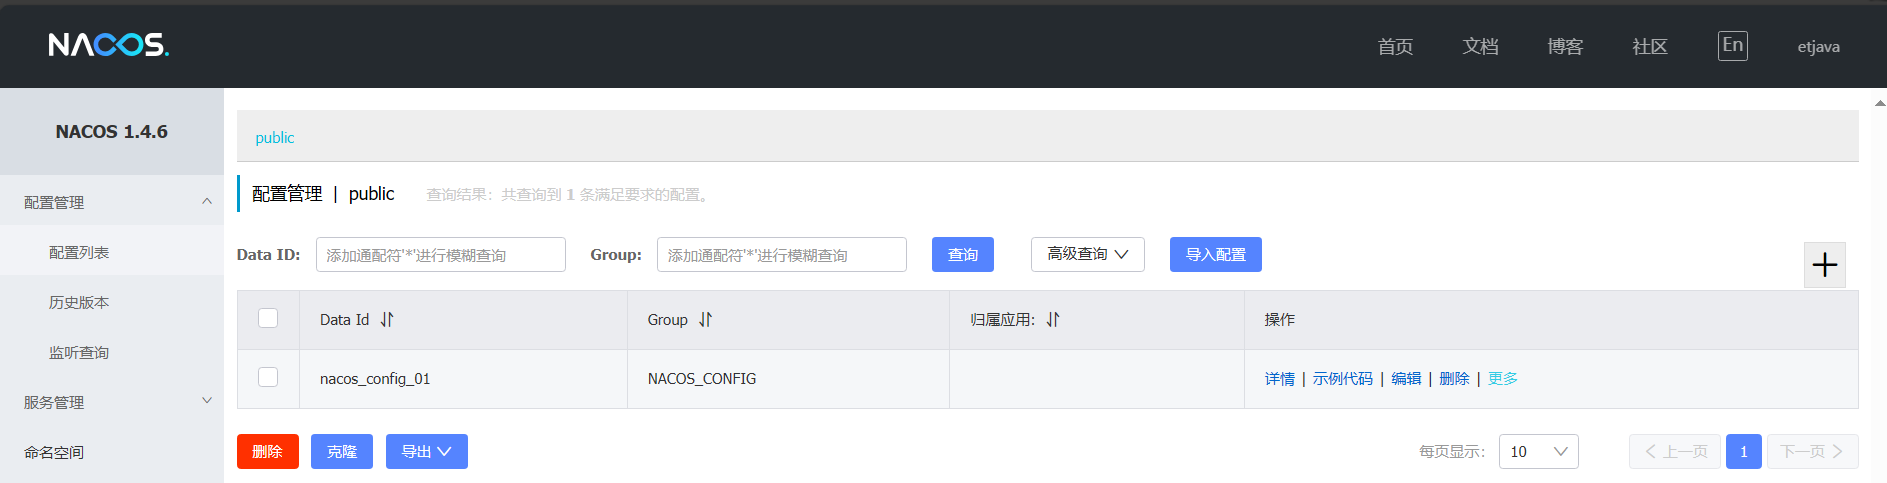 NACOS. 首页 文档 博客 社区 En etjava
NACOS 1.4.6
配置管理
配置列表
历史版本
监听查询
服务管理
命名空间
public
配置管理 | public 查询结果：共查询到 1 条满足要求的配置。
Data ID: 添加通配符'*'进行模糊查询 Group: 添加通配符'*'进行模糊查询 查询 高级查询 导入配置
Data Id Group 归属应用: 操作
nacos_config_01 NACOS_CONFIG 详情 | 示例代码 | 编辑 | 删除 | 更多
删除 克隆 导出 每页显示： 10 上一页 1 下一页